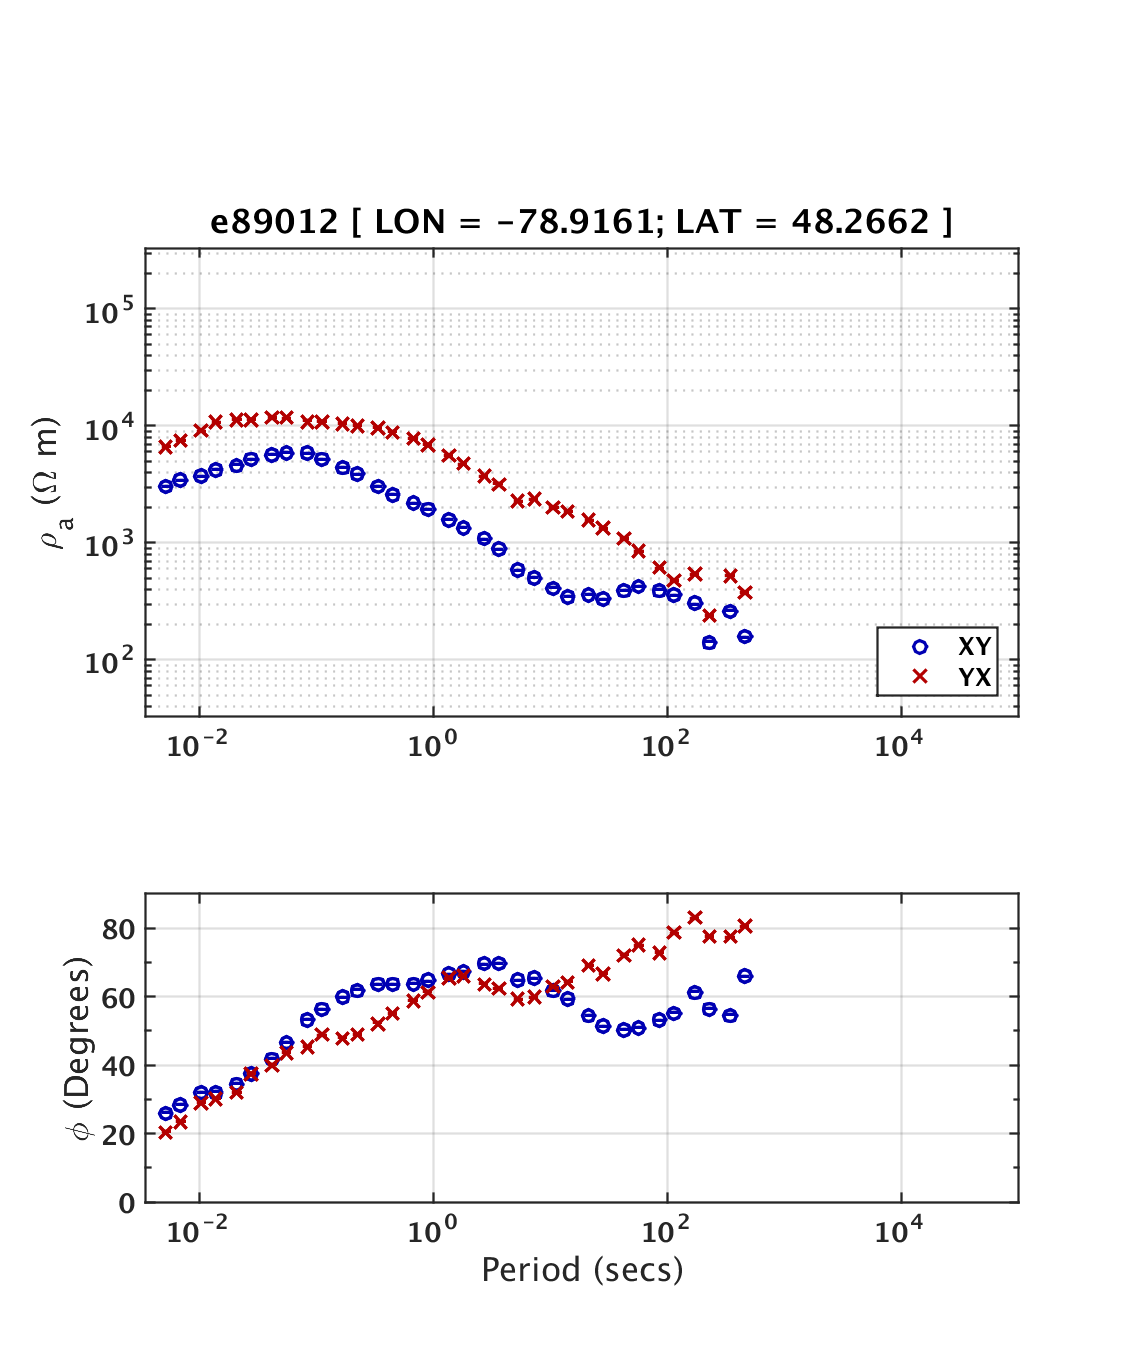 e89012 [ LON = -78.9161; LAT = 48.2662 ]
10^5
10^4
10^3
10^2
ρ_a (Ω m)
XY
YX
10^-2 10^0 10^2 10^4
80
60
40
20
0
ϕ (Degrees)
10^-2 10^0 10^2 10^4
Period (secs)